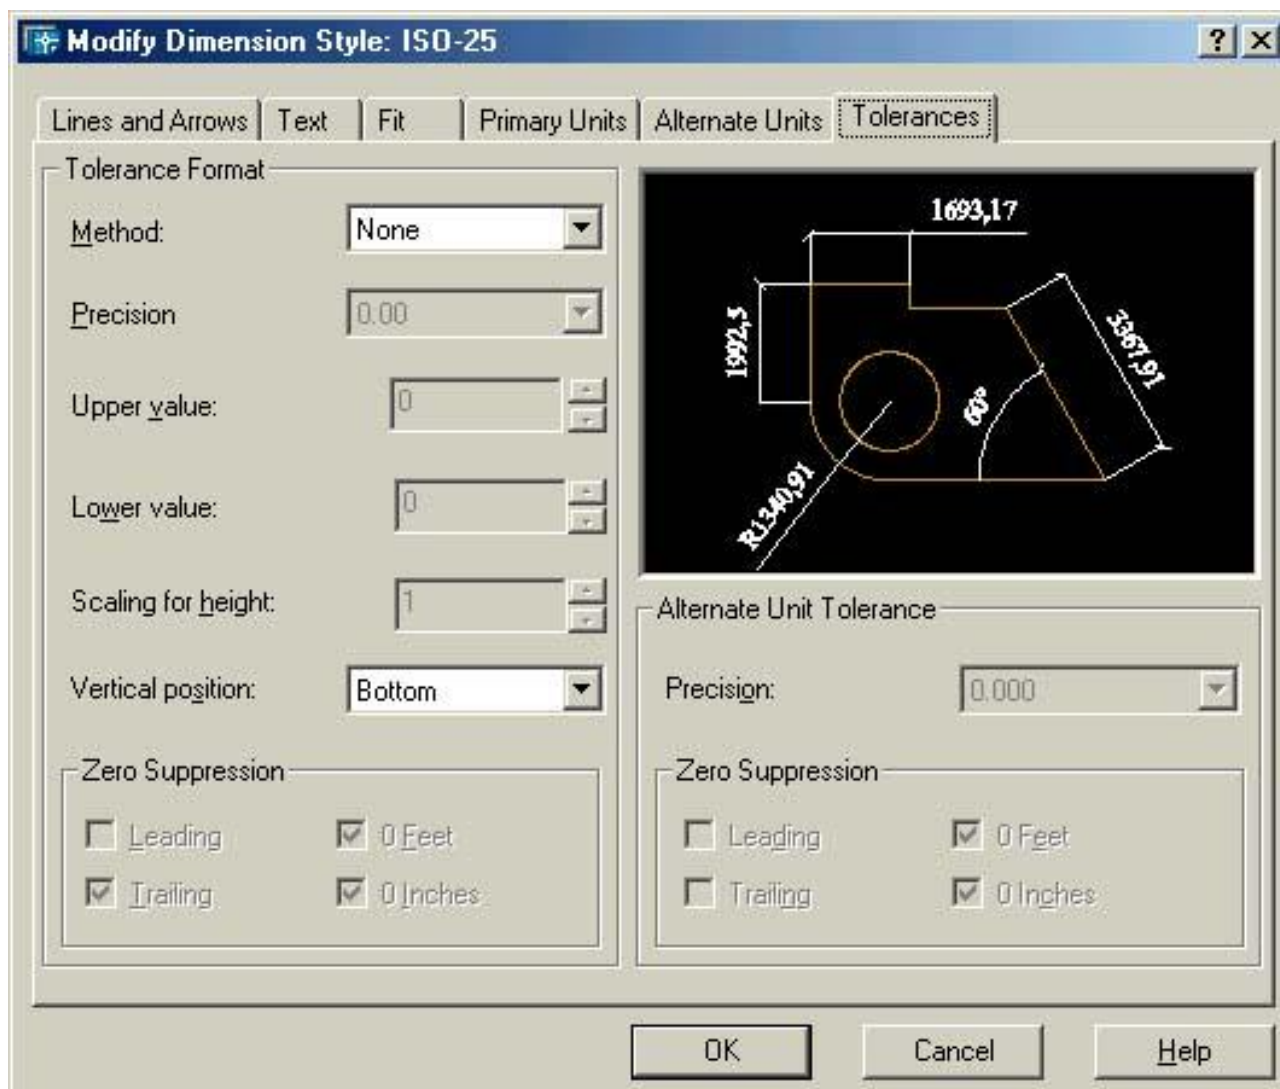 Modify Dimension Style: ISO-25
Lines and Arrows Text Fit Primary Units Alternate Units Tolerances
Tolerance Format
Method: None
Precision 0.00
Upper value: 0
Lower value: 0
Scaling for height: 1
Vertical position: Bottom
Zero Suppression
Leading 0 Feet
Trailing 0 Inches
1693,17
1992,5
3367,91
60°
R1340,91
Alternate Unit Tolerance
Precision: 0.000
Zero Suppression
Leading 0 Feet
Trailing 0 Inches
OK Cancel Help